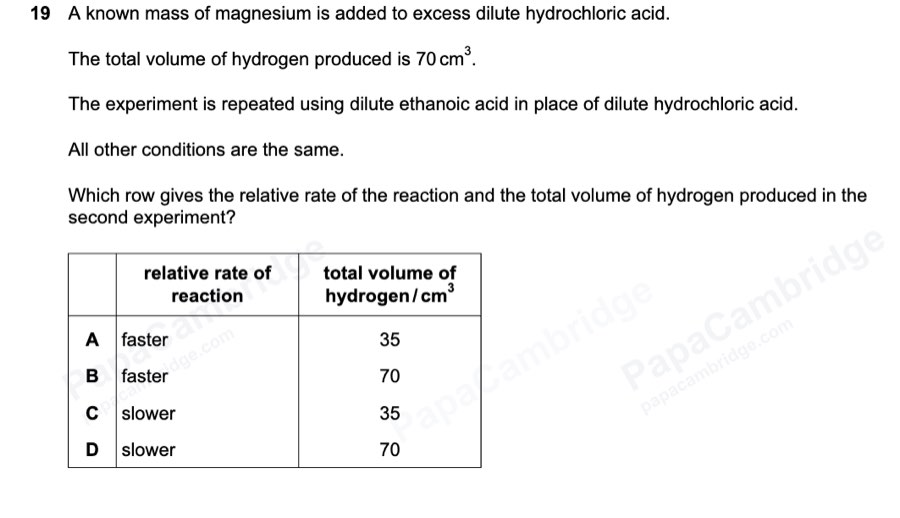 19 A known mass of magnesium is added to excess dilute hydrochloric acid.
The total volume of hydrogen produced is 70 cm³.
The experiment is repeated using dilute ethanoic acid in place of dilute hydrochloric acid.
All other conditions are the same.
Which row gives the relative rate of the reaction and the total volume of hydrogen produced in the
second experiment?
relative rate of reaction total volume of hydrogen / cm³
A faster 35
B faster 70
C slower 35
D slower 70
PapaCambridge
papacambridge.com
PapaCambridge
PapaCambridge
papacambridge.com